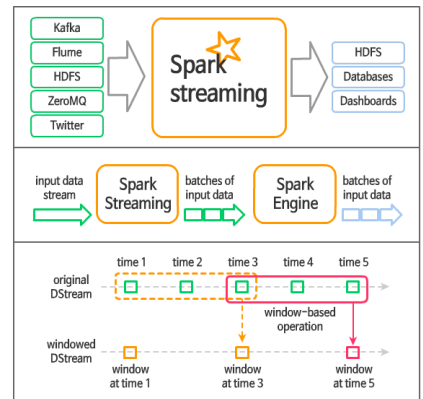 Kafka
Flume
HDFS
ZeroMQ
Twitter
Spark
streaming
HDFS
Databases
Dashboards
input data
stream
Spark
Streaming
batches of
input data
Spark
Engine
batches of
input data
time 1
time 2
time 3
time 4
time 5
original
DStream
window-based
operation
windowed
DStream
window
at time 1
window
at time 3
window
at time 5